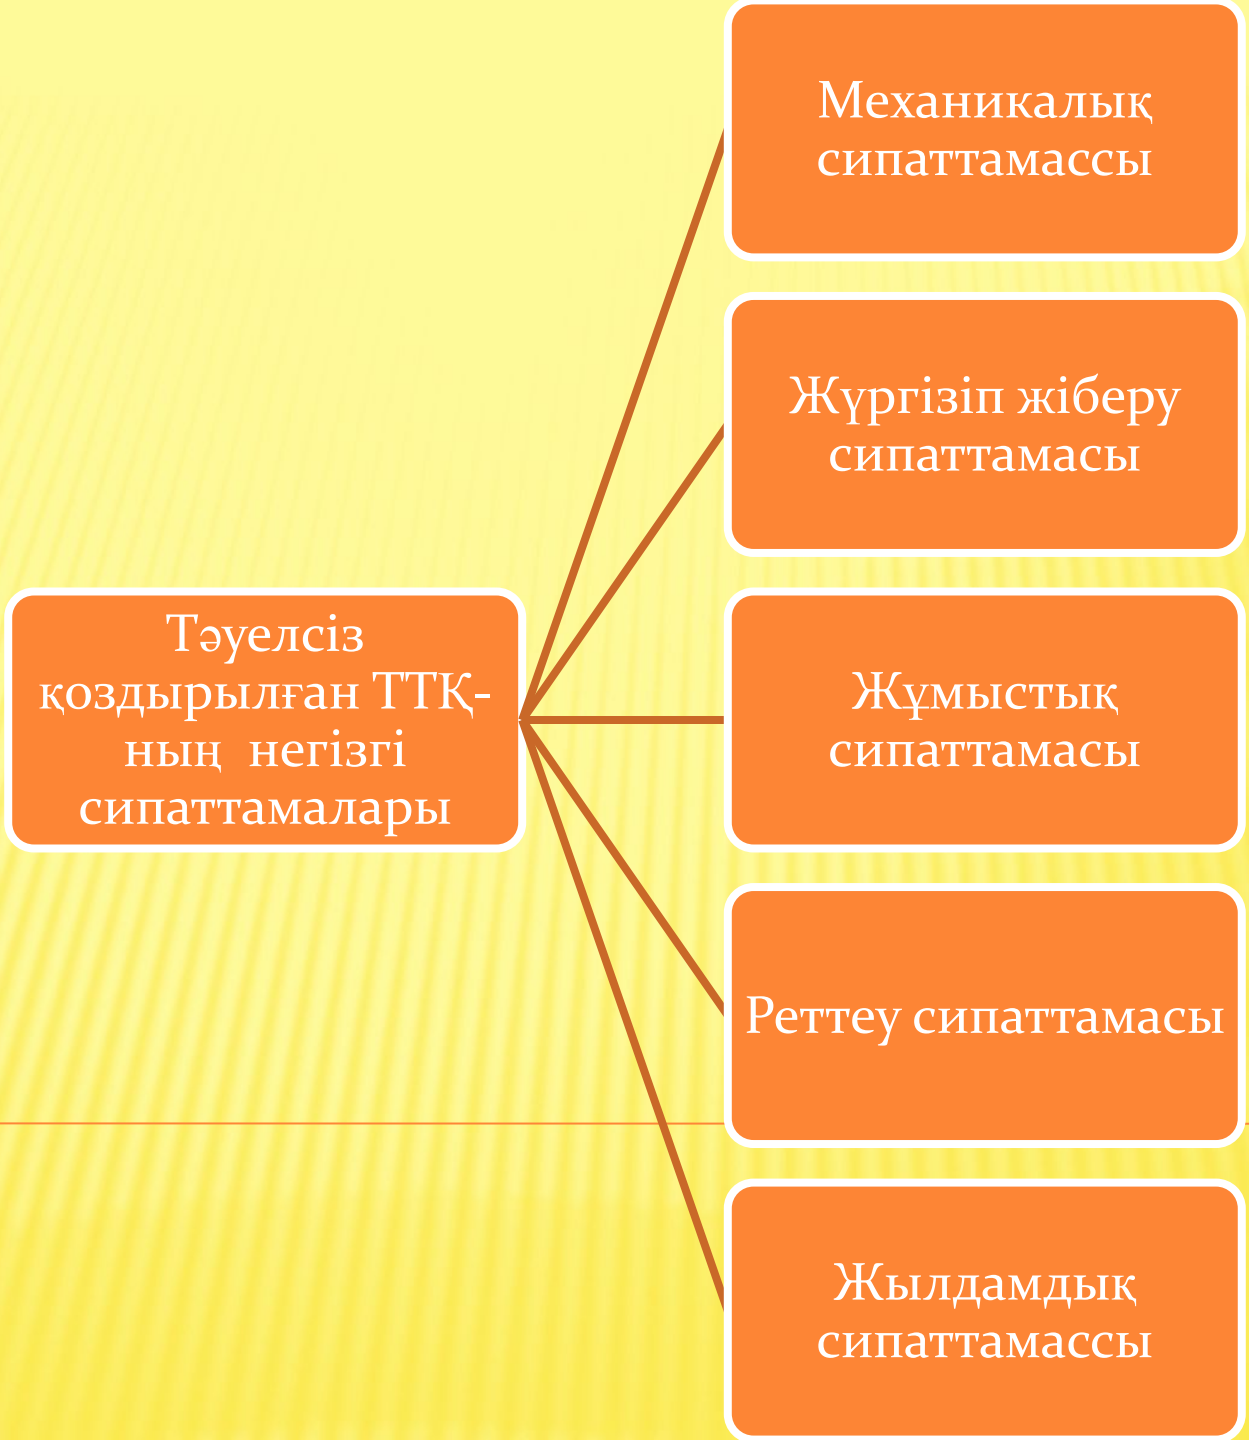 Механикалық
сипаттамассы
Жүргізіп жіберу
сипаттамасы
Тәуелсіз
қоздырылған ТТҚ-
ның негізгі
сипаттамалары
Жұмыстық
сипаттамасы
Реттеу сипаттамасы
Жылдамдық
сипаттамассы